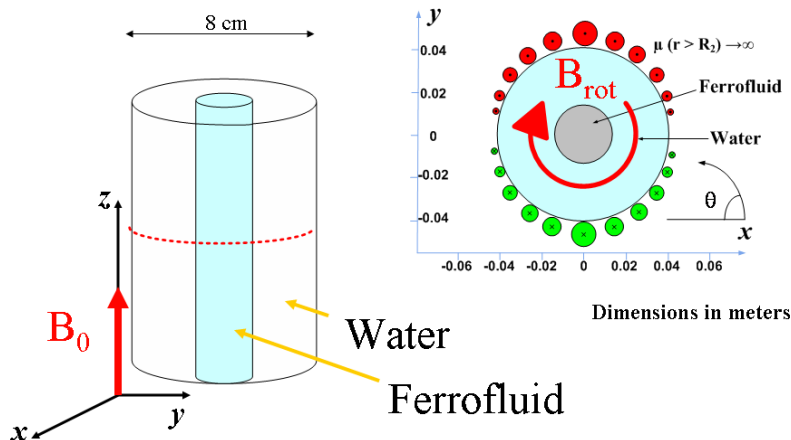 8 cm
z
B0
x
y
Water
Ferrofluid
y
0.04
0.02
0
-0.02
-0.04
μ (r > R2) →∞
Brot
Ferrofluid
Water
θ
x
-0.06 -0.04 -0.02 0 0.02 0.04 0.06
Dimensions in meters